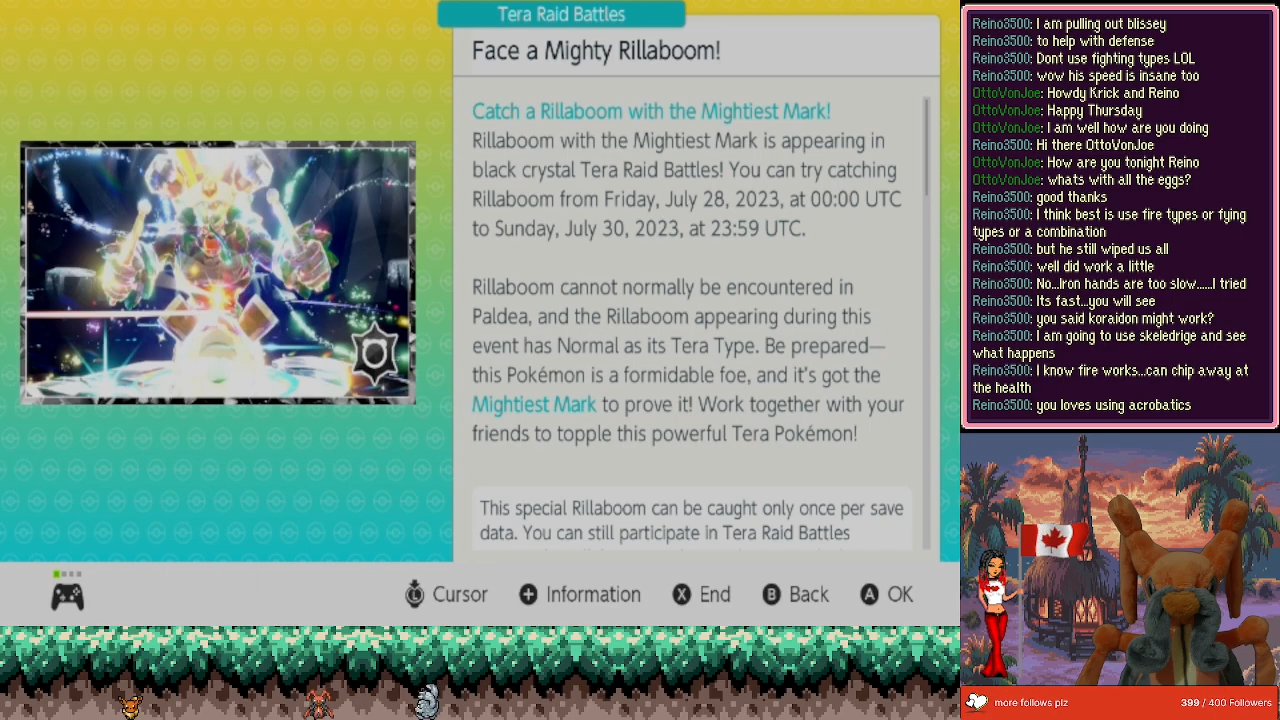 Tera Raid Battles
Face a Mighty Rillaboom!
Catch a Rillaboom with the Mightiest Mark!
Rillaboom with the Mightiest Mark is appearing in
black crystal Tera Raid Battles! You can try catching
Rillaboom from Friday, July 28, 2023, at 00:00 UTC
to Sunday, July 30, 2023, at 23:59 UTC.
Rillaboom cannot normally be encountered in
Paldea, and the Rillaboom appearing during this
event has Normal as its Tera Type. Be prepared—
this Pokémon is a formidable foe, and it's got the
Mightiest Mark to prove it! Work together with your
friends to topple this powerful Tera Pokémon!
This special Rillaboom can be caught only once per save
data. You can still participate in Tera Raid Battles
L Cursor + Information X End B Back A OK
Reino3500: I am pulling out blissey
Reino3500: to help with defense
Reino3500: Dont use fighting types LOL
Reino3500: wow his speed is insane too
OttoVonJoe: Howdy Krick and Reino
OttoVonJoe: Happy Thursday
OttoVonJoe: I am well how are you doing
Reino3500: Hi there OttoVonJoe
OttoVonJoe: How are you tonight Reino
OttoVonJoe: whats with all the eggs?
Reino3500: good thanks
Reino3500: I think best is use fire types or fying
types or a combination
Reino3500: but he still wiped us all
Reino3500: well did work a little
Reino3500: No...Iron hands are too slow......I tried
Reino3500: Its fast...you will see
Reino3500: you said koraidon might work?
Reino3500: I am going to use skeledrige and see
what happens
Reino3500: I know fire works...can chip away at
the health
Reino3500: you loves using acrobatics
more follows plz
399 / 400 Followers